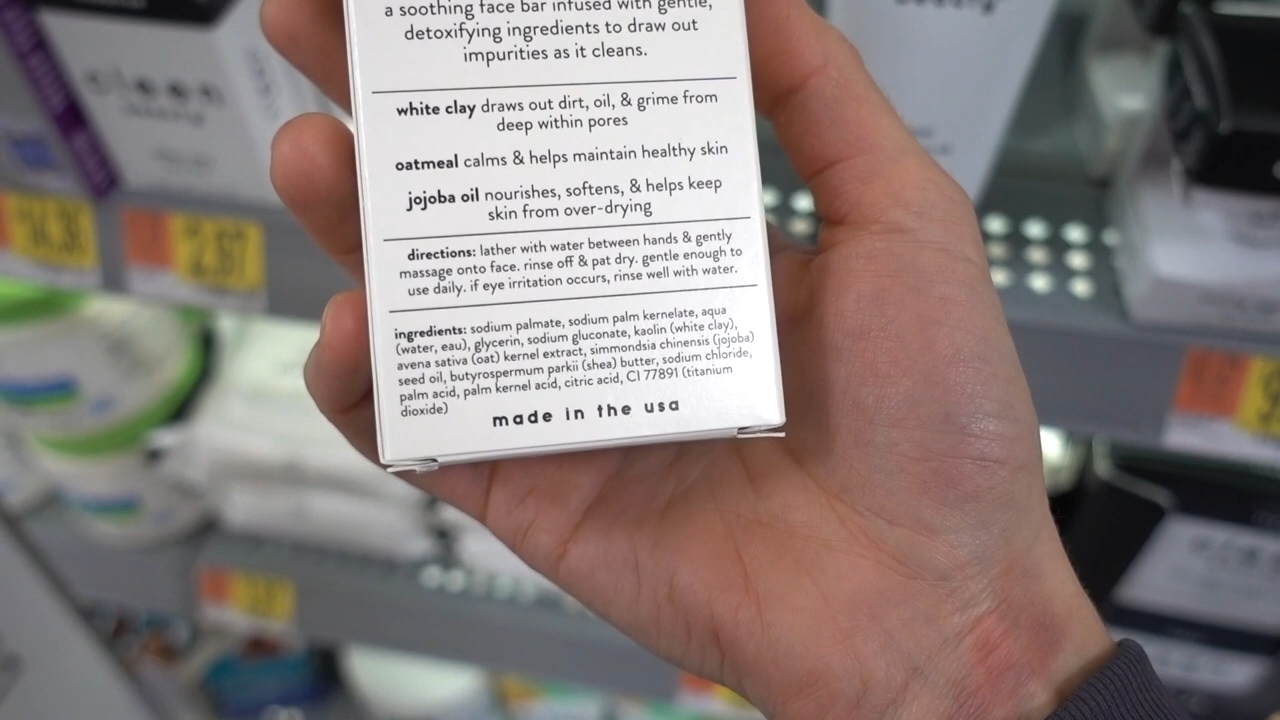 a soothing face bar infused with gentle,
detoxifying ingredients to draw out
impurities as it cleans.
white clay draws out dirt, oil, & grime from
deep within pores
oatmeal calms & helps maintain healthy skin
jojoba oil nourishes, softens, & helps keep
skin from over-drying
directions: lather with water between hands & gently
massage onto face. rinse off & pat dry. gentle enough to
use daily. if eye irritation occurs, rinse well with water.
ingredients: sodium palmate, sodium palm kernelate, aqua
(water, eau), glycerin, sodium gluconate, kaolin (white clay),
avena sativa (oat) kernel extract, simmondsia chinensis (jojoba)
seed oil, butyrospermum parkii (shea) butter, sodium chloride,
palm acid, palm kernel acid, citric acid, CI 77891 (titanium
dioxide)
made in the usa
2.97